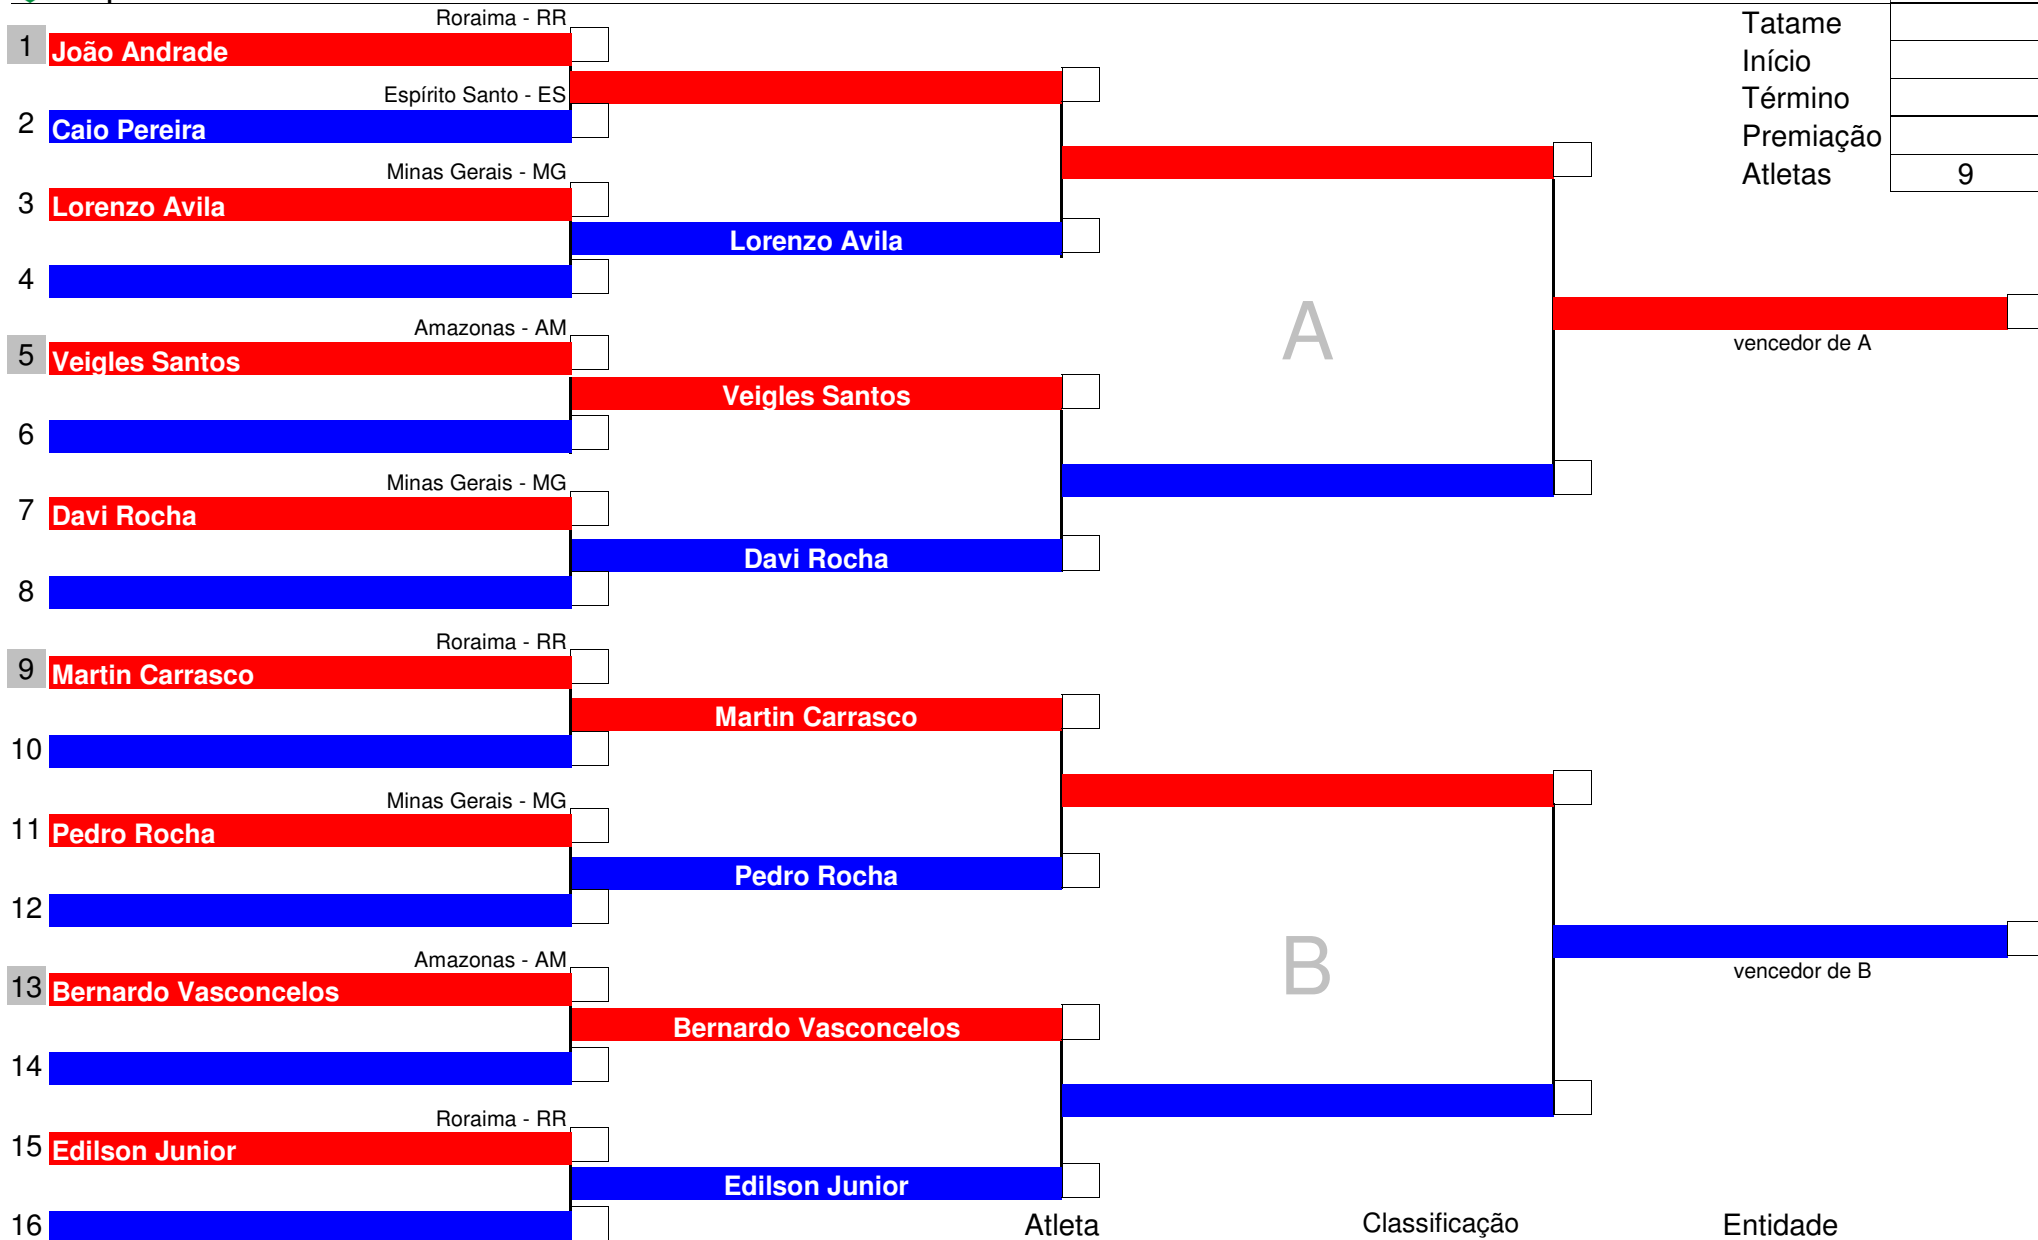 Roraima - RR
1 João Andrade
Espírito Santo - ES
2 Caio Pereira
Minas Gerais - MG
3 Lorenzo Avila
Lorenzo Avila
4
Amazonas - AM
5 Veigles Santos
Veigles Santos
6
Minas Gerais - MG
7 Davi Rocha
Davi Rocha
8
Roraima - RR
9 Martin Carrasco
Martin Carrasco
10
Minas Gerais - MG
11 Pedro Rocha
Pedro Rocha
12
Amazonas - AM
13 Bernardo Vasconcelos
Bernardo Vasconcelos
14
Roraima - RR
15 Edilson Junior
Edilson Junior
16
A
B
Tatame
Início
Término
Premiação
Atletas 9
vencedor de A
vencedor de B
Atleta Classificação Entidade